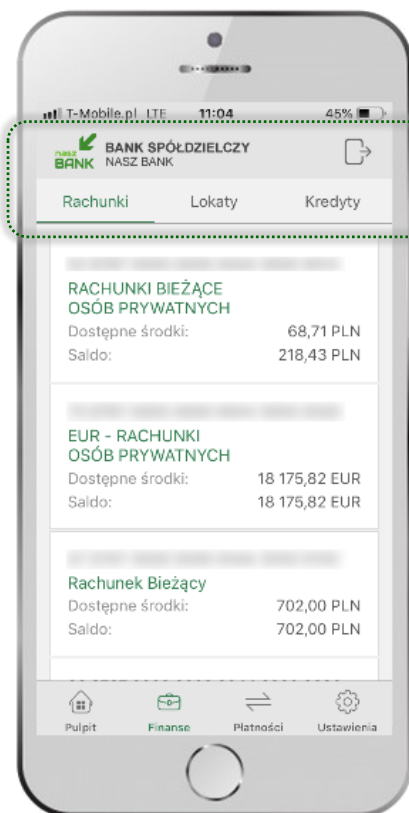 T-Mobile.pl LTE 11:04 45%
nasz BANK
BANK SPÓŁDZIELCZY
NASZ BANK
Rachunki Lokaty Kredyty
RACHUNKI BIEŻĄCE
OSÓB PRYWATNYCH
Dostępne środki: 68,71 PLN
Saldo: 218,43 PLN
EUR - RACHUNKI
OSÓB PRYWATNYCH
Dostępne środki: 18 175,82 EUR
Saldo: 18 175,82 EUR
Rachunek Bieżący
Dostępne środki: 702,00 PLN
Saldo: 702,00 PLN
Pulpit Finanse Płatności Ustawienia